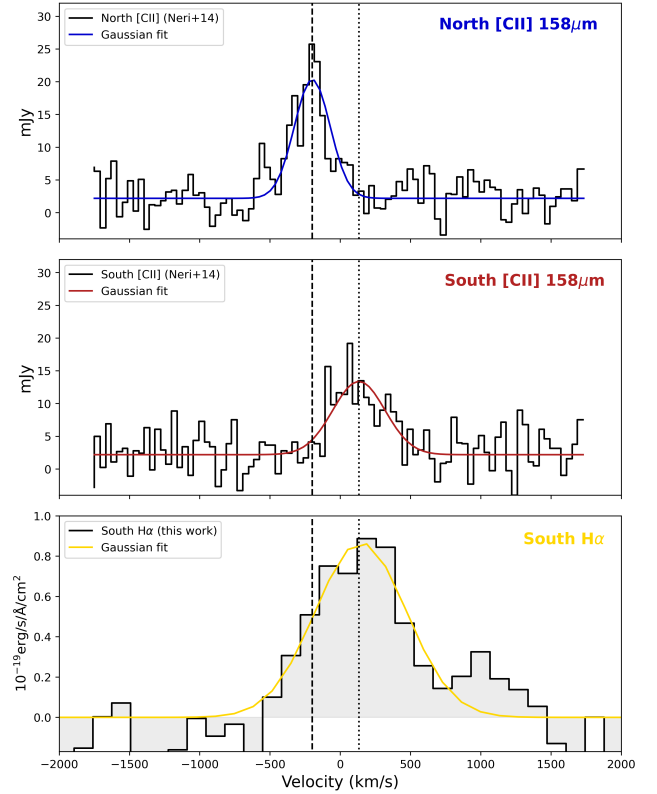 North [CII] (Neri+14)
Gaussian fit
North [CII] 158μm
30
25
20
15
10
5
0
mJy
South [CII] (Neri+14)
Gaussian fit
South [CII] 158μm
30
25
20
15
10
5
0
mJy
South Hα (this work)
Gaussian fit
South Hα
1.0
0.8
0.6
0.4
0.2
0.0
10⁻¹⁹erg/s/Å/cm²
−2000 −1500 −1000 −500 0 500 1000 1500 2000
Velocity (km/s)